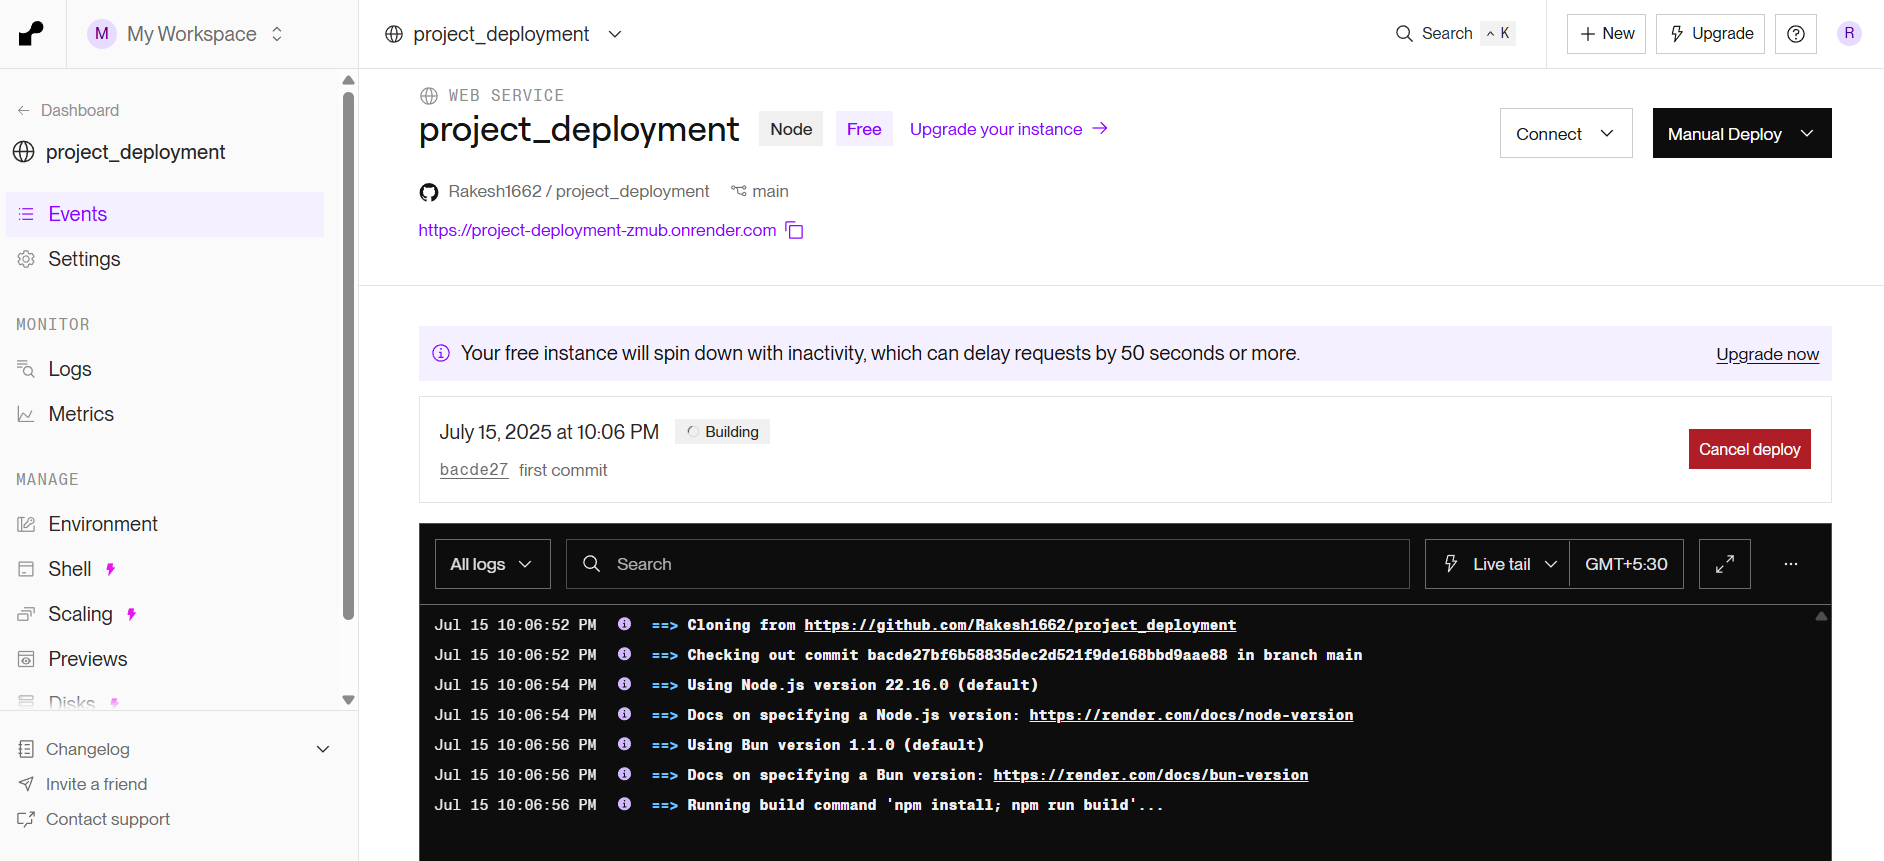 M My Workspace
project_deployment
Search ^ K
+ New
Upgrade
R
Dashboard
project_deployment
Events
Settings
MONITOR
Logs
Metrics
MANAGE
Environment
Shell
Scaling
Previews
Disks
Changelog
Invite a friend
Contact support
WEB SERVICE
project_deployment Node Free Upgrade your instance
Connect
Manual Deploy
Rakesh1662 / project_deployment main
https://project-deployment-zmub.onrender.com
Your free instance will spin down with inactivity, which can delay requests by 50 seconds or more.
Upgrade now
July 15, 2025 at 10:06 PM Building
bacde27 first commit
Cancel deploy
All logs
Search
Live tail
GMT+5:30
...
Jul 15 10:06:52 PM ==> Cloning from https://github.com/Rakesh1662/project_deployment
Jul 15 10:06:52 PM ==> Checking out commit bacde27bf6b58835dec2d521f9de168bbd9aae88 in branch main
Jul 15 10:06:54 PM ==> Using Node.js version 22.16.0 (default)
Jul 15 10:06:54 PM ==> Docs on specifying a Node.js version: https://render.com/docs/node-version
Jul 15 10:06:56 PM ==> Using Bun version 1.1.0 (default)
Jul 15 10:06:56 PM ==> Docs on specifying a Bun version: https://render.com/docs/bun-version
Jul 15 10:06:56 PM ==> Running build command 'npm install; npm run build'...